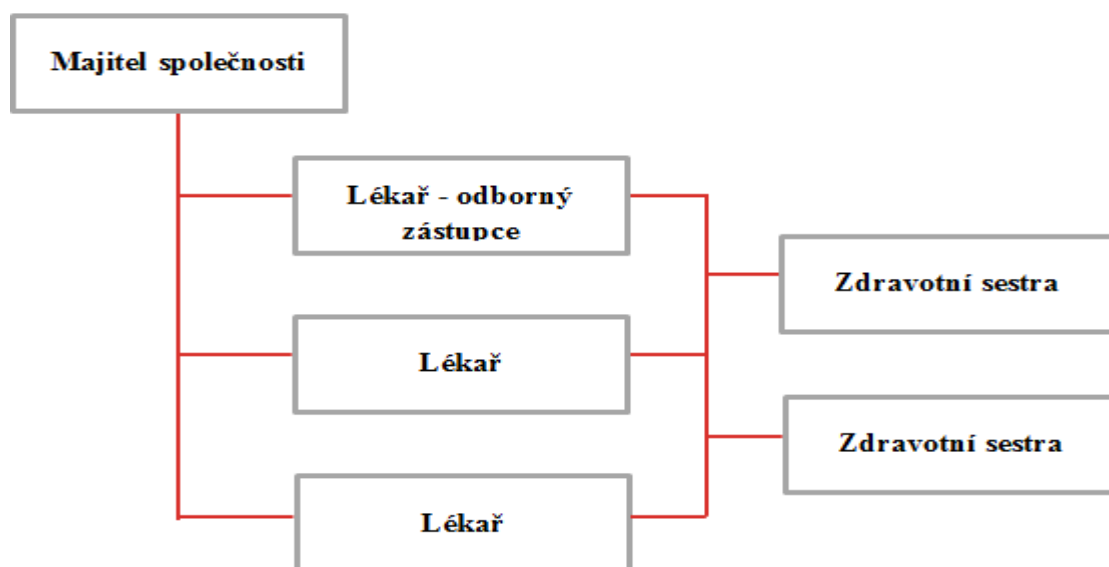 Majitel společnosti
Lékař - odborný
zástupce
Zdravotní sestra
Lékař
Zdravotní sestra
Lékař